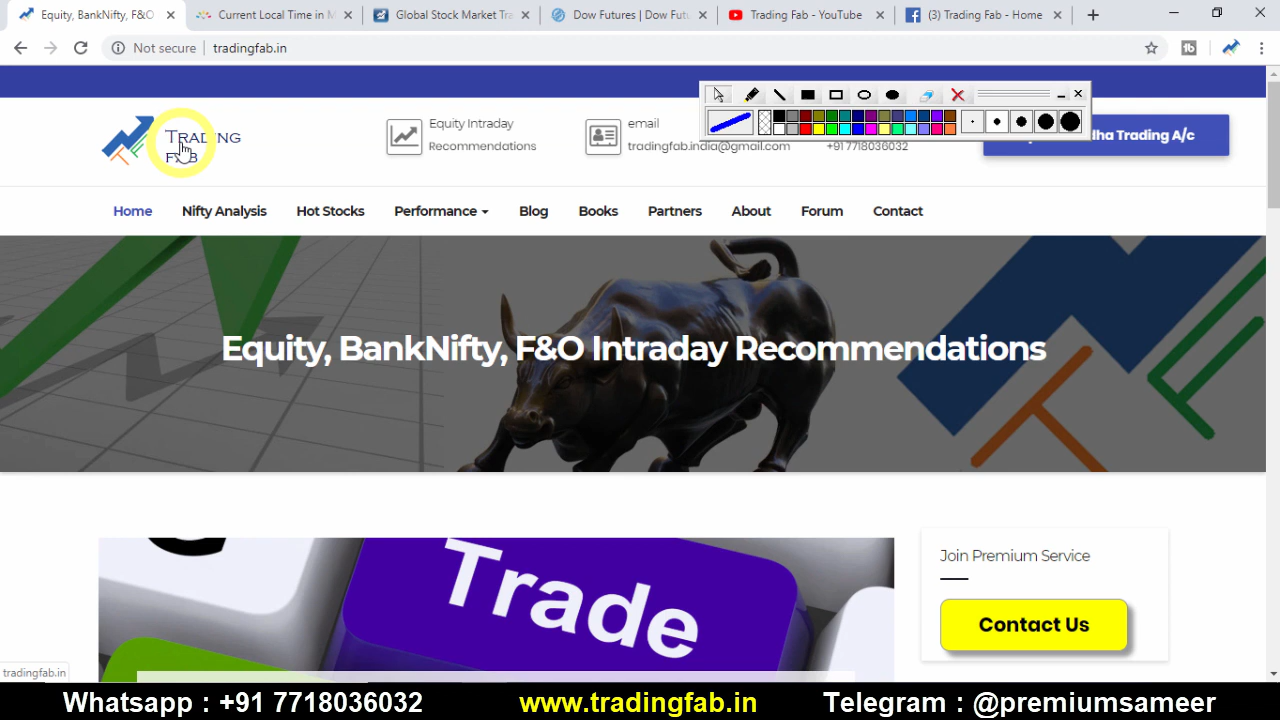 Equity, BankNifty, F&O
Current Local Time in M
Global Stock Market Tra
Dow Futures | Dow Fut
Trading Fab - YouTube
(3) Trading Fab - Home
Not secure
tradingfab.in
TRADING
FAB
Equity Intraday
Recommendations
email
tradingfab.india@gmail.com
+91 7718036032
dha Trading A/c
Home
Nifty Analysis
Hot Stocks
Performance
Blog
Books
Partners
About
Forum
Contact
Equity, BankNifty, F&O Intraday Recommendations
Trade
Join Premium Service
Contact Us
tradingfab.in
Whatsapp : +91 7718036032
www.tradingfab.in
Telegram : @premiumsameer